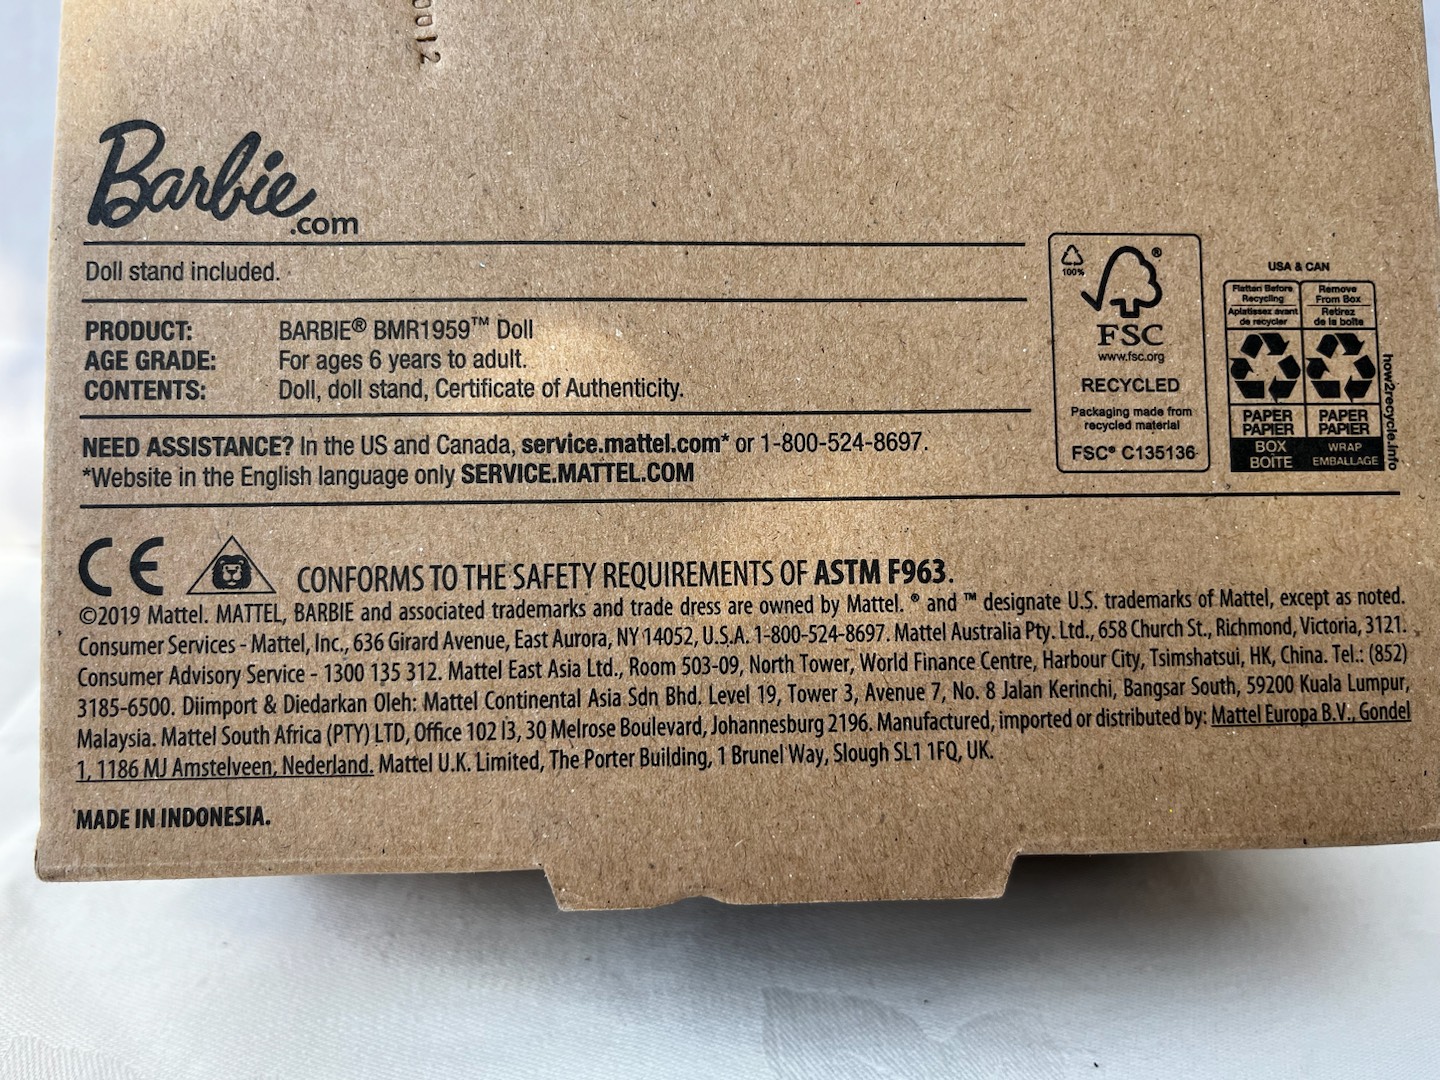 0012
Barbie.com
Doll stand included.
PRODUCT: BARBIE® BMR1959™ Doll
AGE GRADE: For ages 6 years to adult.
CONTENTS: Doll, doll stand, Certificate of Authenticity.
NEED ASSISTANCE? In the US and Canada, service.mattel.com* or 1-800-524-8697.
*Website in the English language only SERVICE.MATTEL.COM
100%
®
FSC
www.fsc.org
RECYCLED
Packaging made from
recycled material
FSC® C135136
USA & CAN
Flatten Before
Recycling
Aplatissez avant
de recycler
PAPER
PAPIER
BOX
BOÎTE
Remove
From Box
Retirez
de la boîte
PAPER
PAPIER
WRAP
EMBALLAGE
how2recycle.info
CE
CONFORMS TO THE SAFETY REQUIREMENTS OF ASTM F963.
©2019 Mattel. MATTEL, BARBIE and associated trademarks and trade dress are owned by Mattel. ® and ™ designate U.S. trademarks of Mattel, except as noted.
Consumer Services - Mattel, Inc., 636 Girard Avenue, East Aurora, NY 14052, U.S.A. 1-800-524-8697. Mattel Australia Pty. Ltd., 658 Church St., Richmond, Victoria, 3121.
Consumer Advisory Service - 1300 135 312. Mattel East Asia Ltd., Room 503-09, North Tower, World Finance Centre, Harbour City, Tsimshatsui, HK, China. Tel.: (852)
3185-6500. Diimport & Diedarkan Oleh: Mattel Continental Asia Sdn Bhd. Level 19, Tower 3, Avenue 7, No. 8 Jalan Kerinchi, Bangsar South, 59200 Kuala Lumpur,
Malaysia. Mattel South Africa (PTY) LTD, Office 102 I3, 30 Melrose Boulevard, Johannesburg 2196. Manufactured, imported or distributed by: Mattel Europa B.V., Gondel
1, 1186 MJ Amstelveen, Nederland. Mattel U.K. Limited, The Porter Building, 1 Brunel Way, Slough SL1 1FQ, UK.
MADE IN INDONESIA.